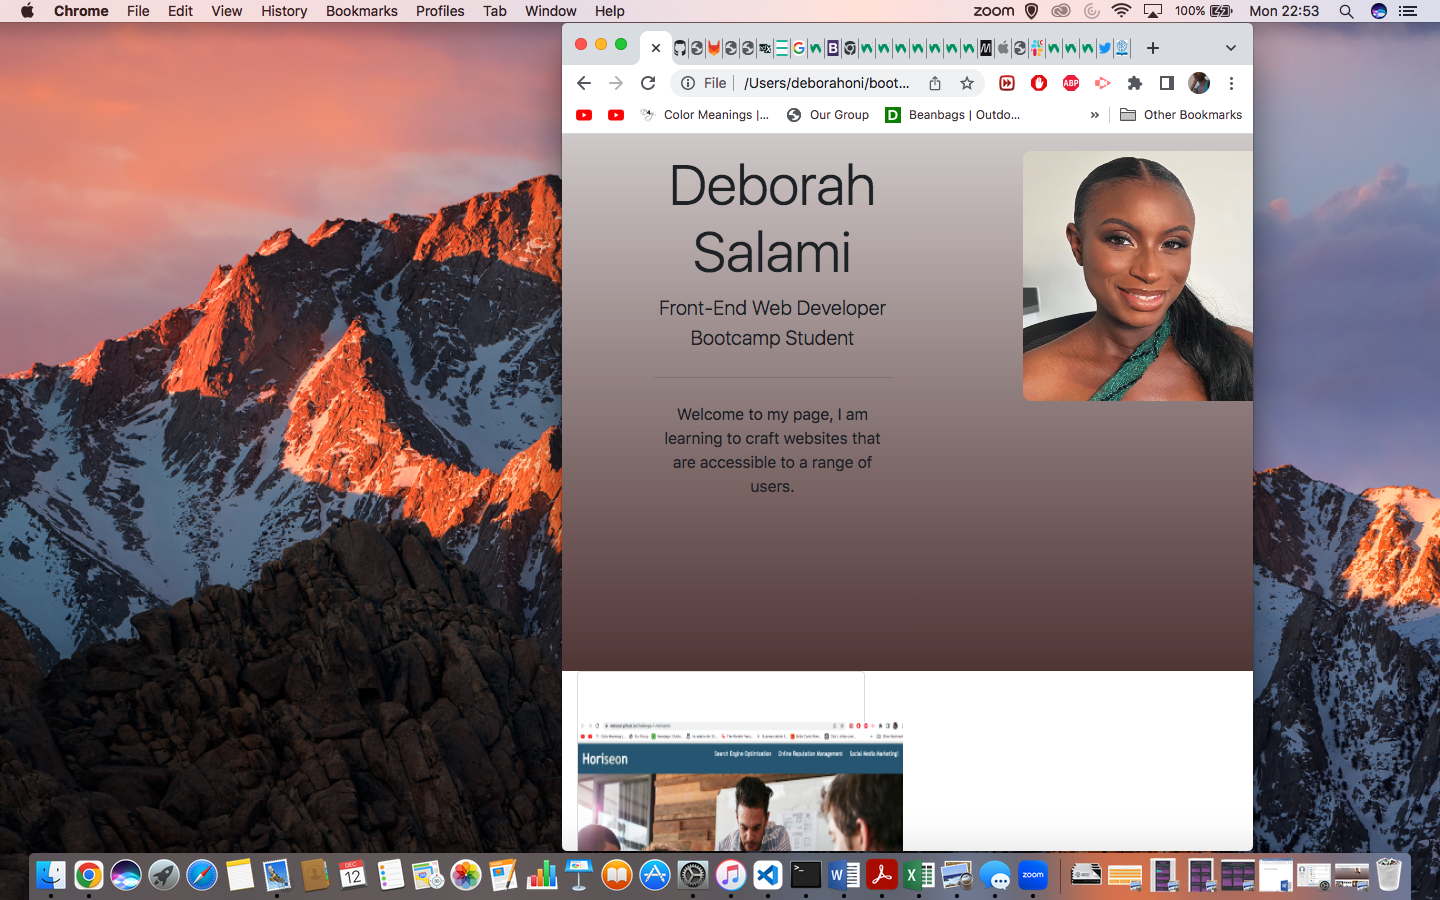 Chrome File Edit View History Bookmarks Profiles Tab Window Help zoom 100% Mon 22:53
File /Users/deborahoni/boot...
Color Meanings |... Our Group Beanbags | Outdo... » Other Bookmarks
Deborah
Salami
Front-End Web Developer
Bootcamp Student
Welcome to my page, I am
learning to craft websites that
are accessible to a range of
users.
Horiseon Search Engine Optimization Online Reputation Management Social Media Marketing
DEC
12
zoom